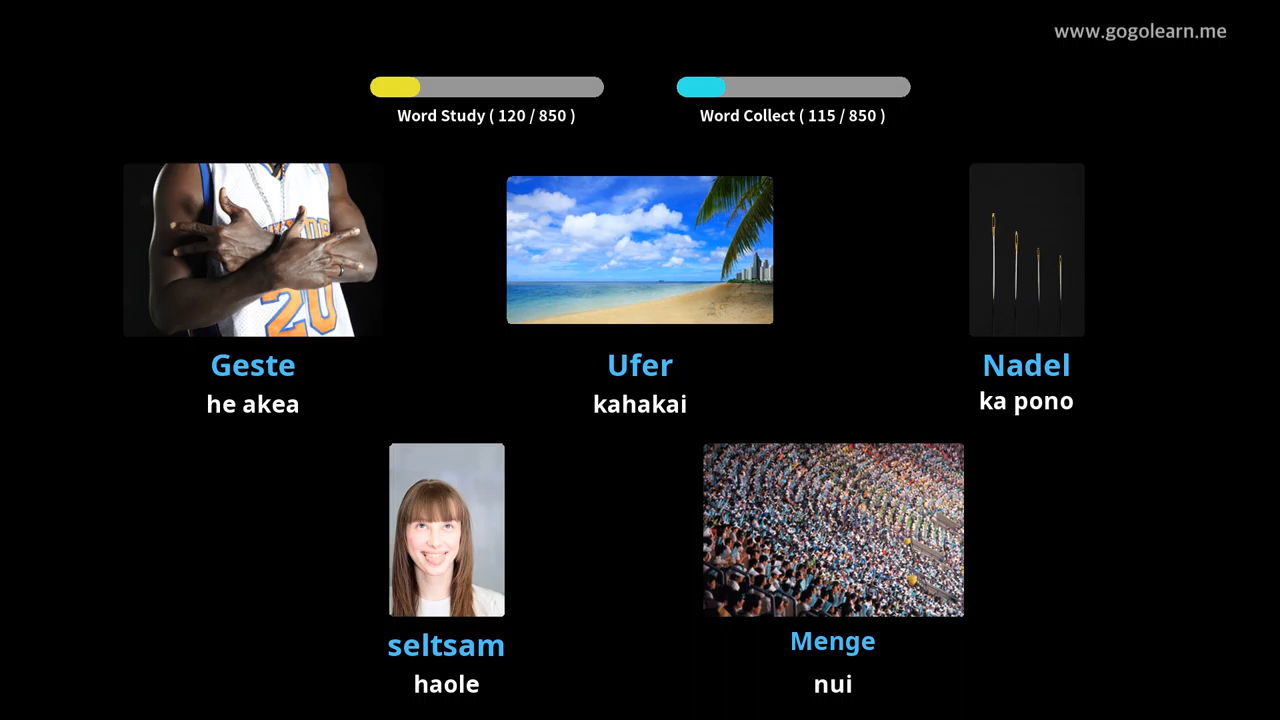 www.gogolearn.me
Word Study ( 120 / 850 )
Word Collect ( 115 / 850 )
20
Geste
he akea
Ufer
kahakai
Nadel
ka pono
seltsam
haole
Menge
nui